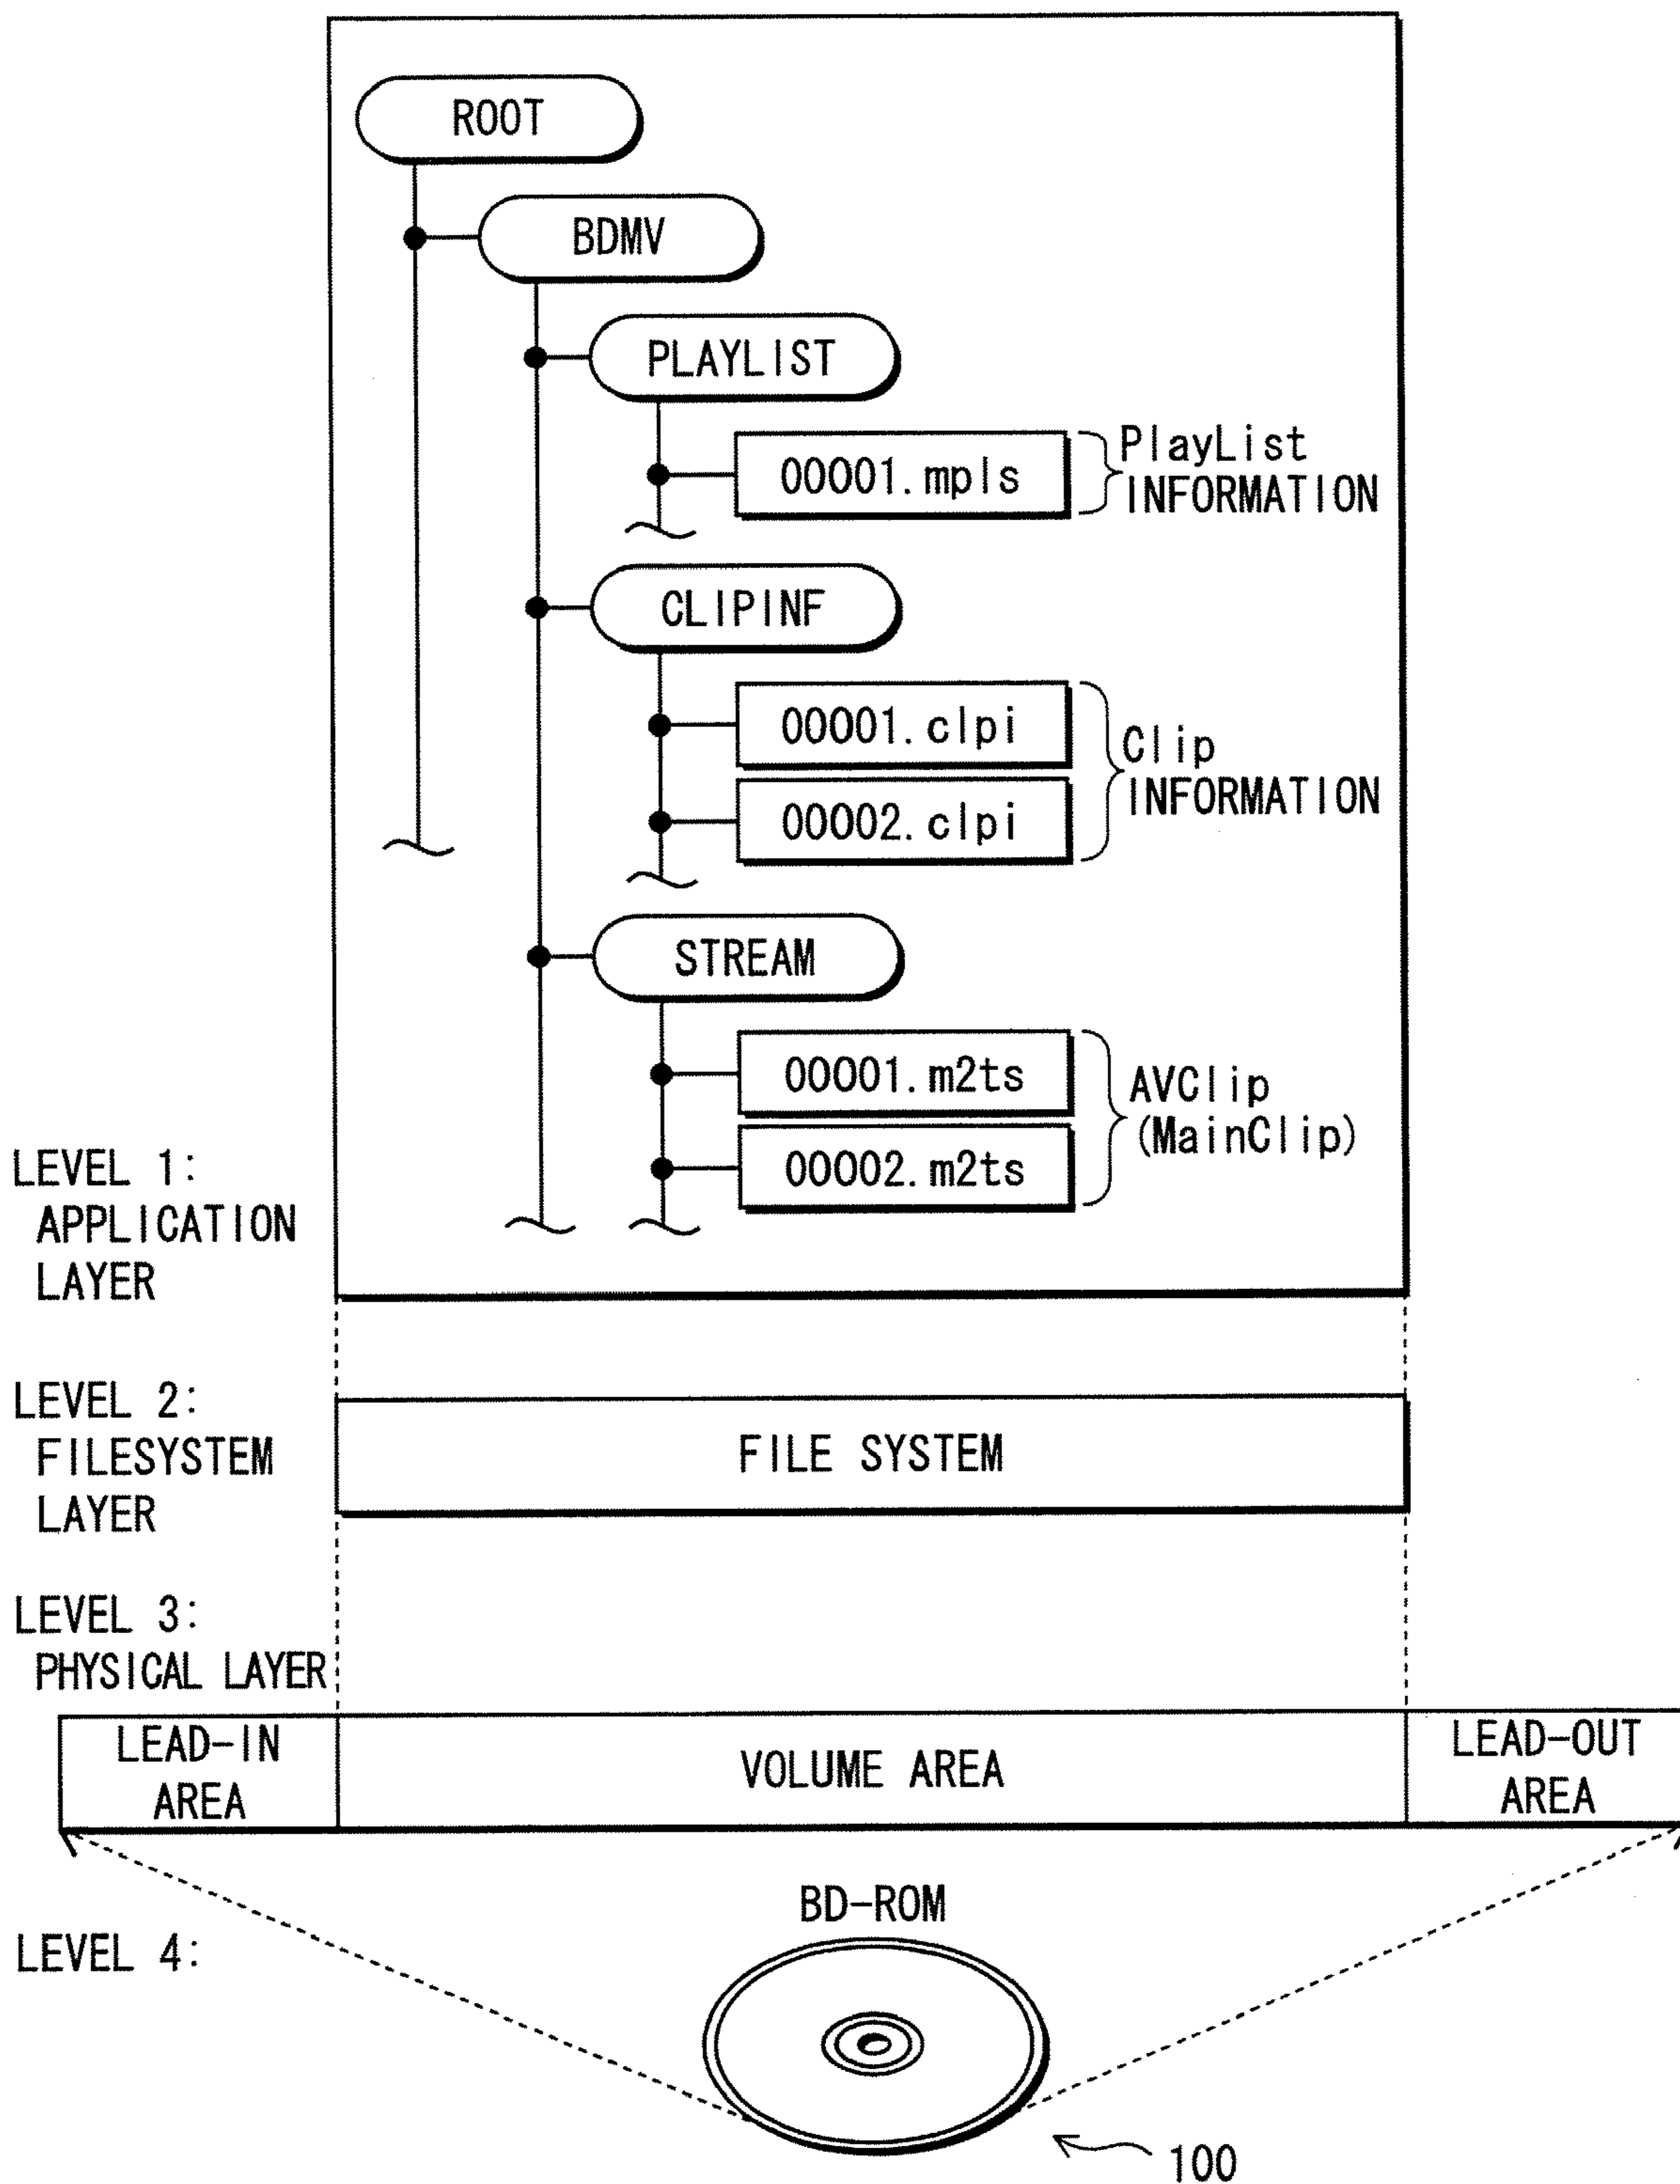 ROOT
BDMV
PLAYLIST
00001.mpls
PlayList
INFORMATION
CLIPINF
00001.clpi
00002.clpi
Clip
INFORMATION
STREAM
00001.m2ts
00002.m2ts
AVClip
(MainClip)
LEVEL 1:
APPLICATION
LAYER
LEVEL 2:
FILESYSTEM
LAYER
FILE SYSTEM
LEVEL 3:
PHYSICAL LAYER
LEAD-IN
AREA
VOLUME AREA
LEAD-OUT
AREA
BD-ROM
LEVEL 4:
100